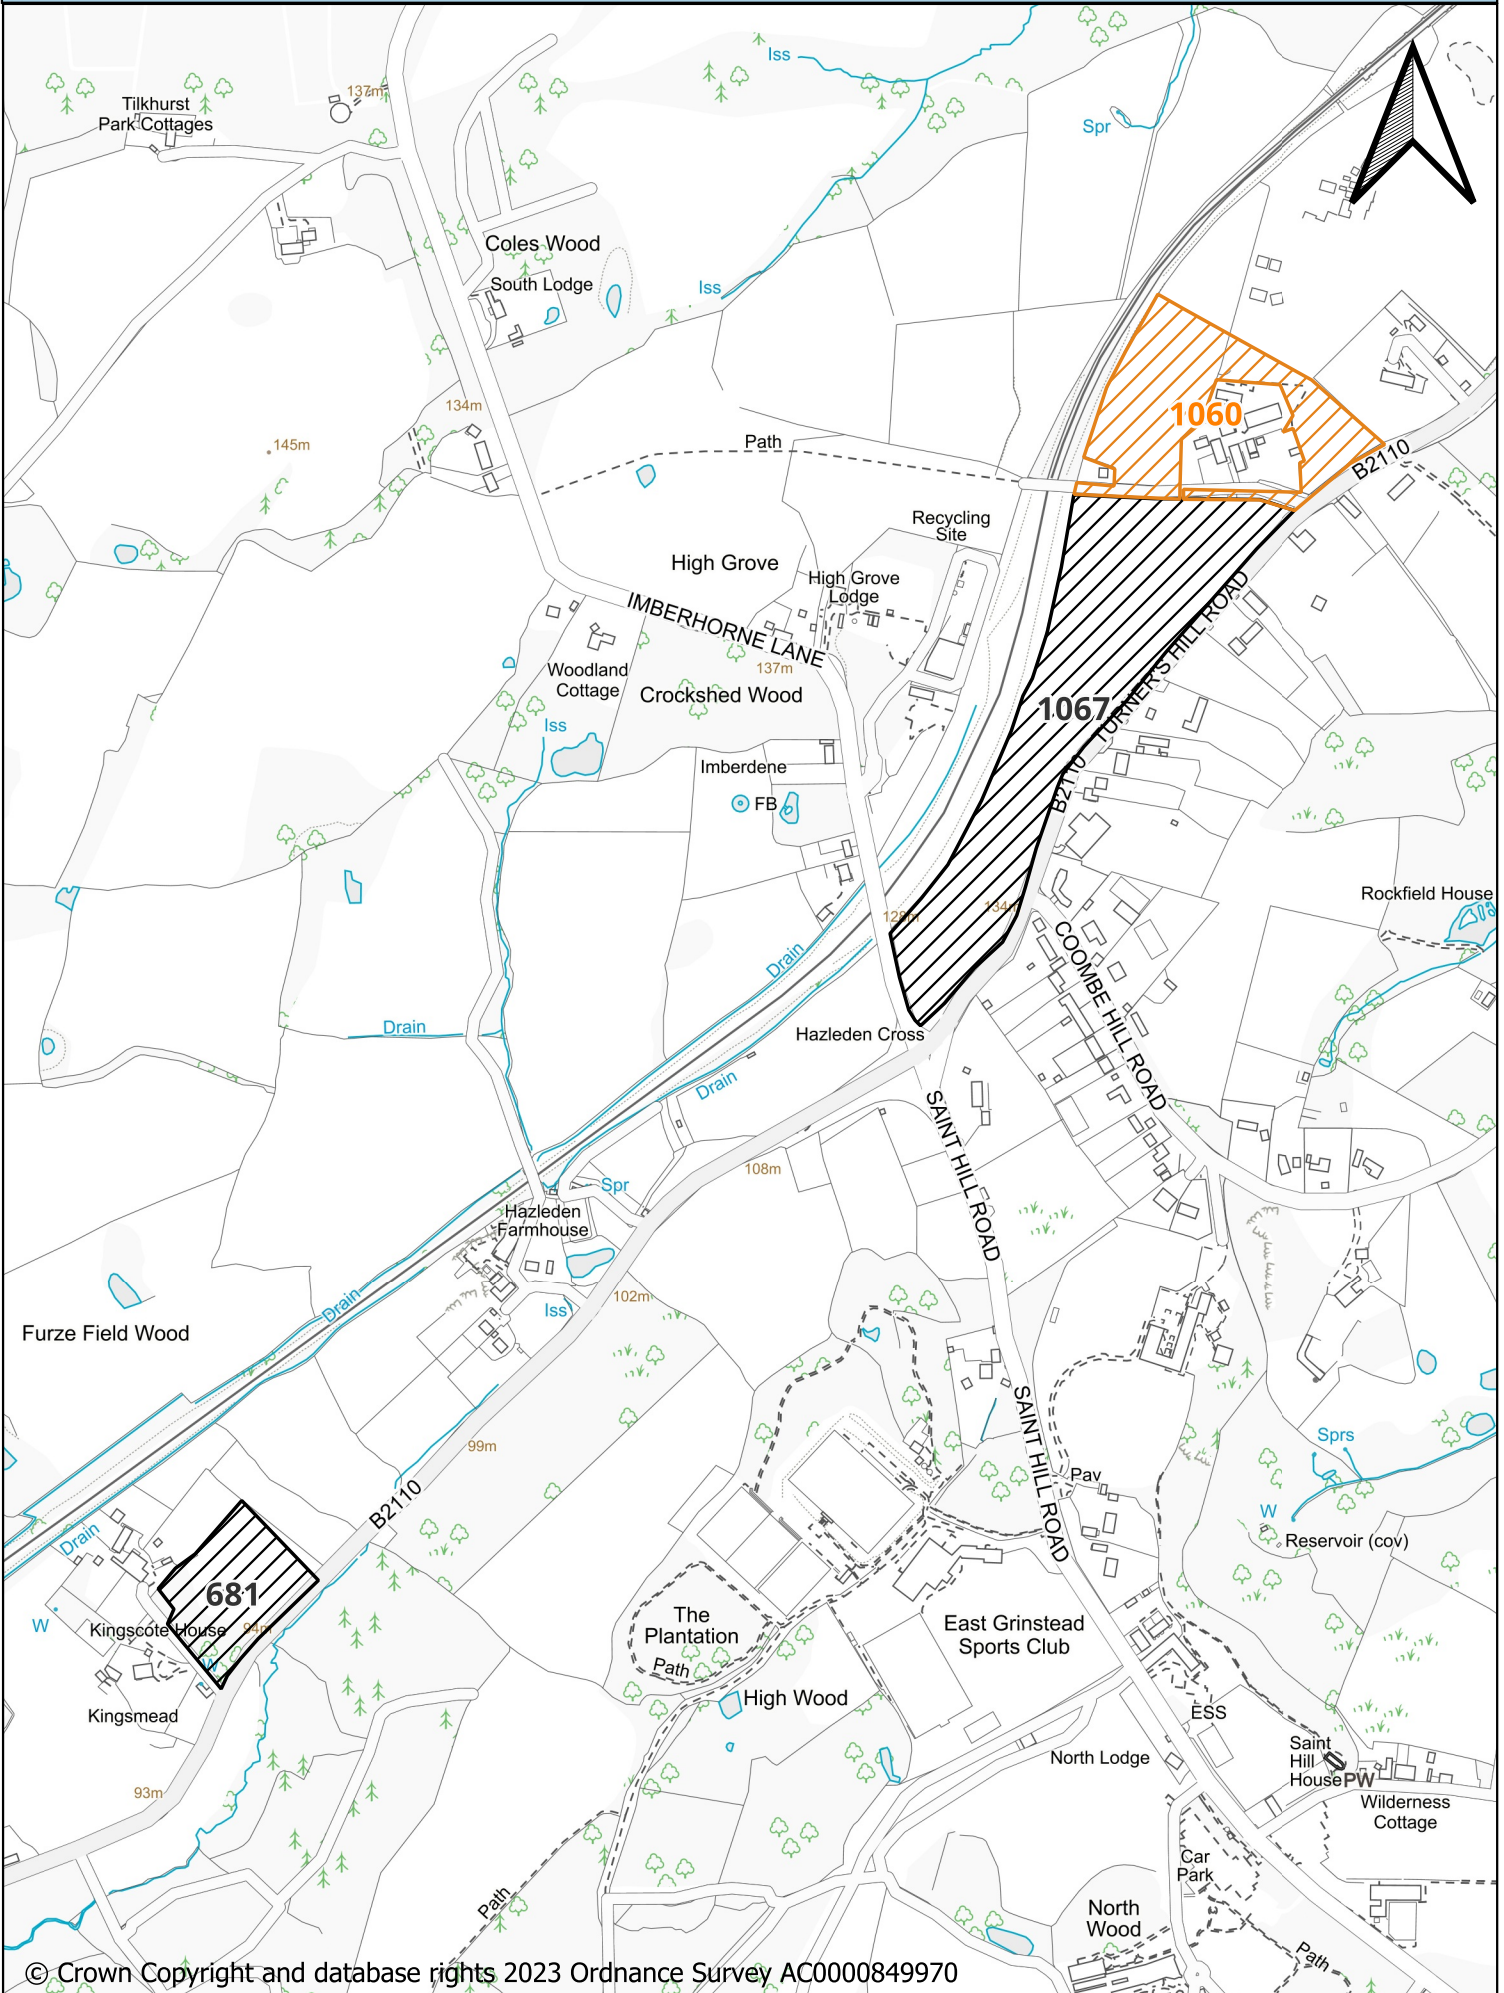 Iss
137m
Tilkhurst
Park Cottages
Spr
Coles Wood
South Lodge
Iss
134m
1060
145m
Path
B2110
Recycling
Site
High Grove
High Grove
Lodge
IMBERHORNE LANE
TURNER'S HILL ROAD
137m
Woodland
Cottage
Crockshed Wood
1067
Iss
Imberdene
FB
B2110
Rockfield House
128m
134m
COOMBE HILL ROAD
Drain
Drain
Hazleden Cross
Drain
SAINT HILL ROAD
108m
Spr
Hazleden
Farmhouse
102m
Iss
Drain
Furze Field Wood
SAINT HILL ROAD
99m
Sprs
Pav
B2110
W
Drain
Reservoir (cov)
681
The
Plantation
East Grinstead
Sports Club
W
Kingscote House
94m
W
Path
High Wood
Kingsmead
ESS
North Lodge
Saint
Hill
House
PW
93m
Wilderness
Cottage
Car
Park
Path
North
Wood
Path
© Crown Copyright and database rights 2023 Ordnance Survey AC0000849970